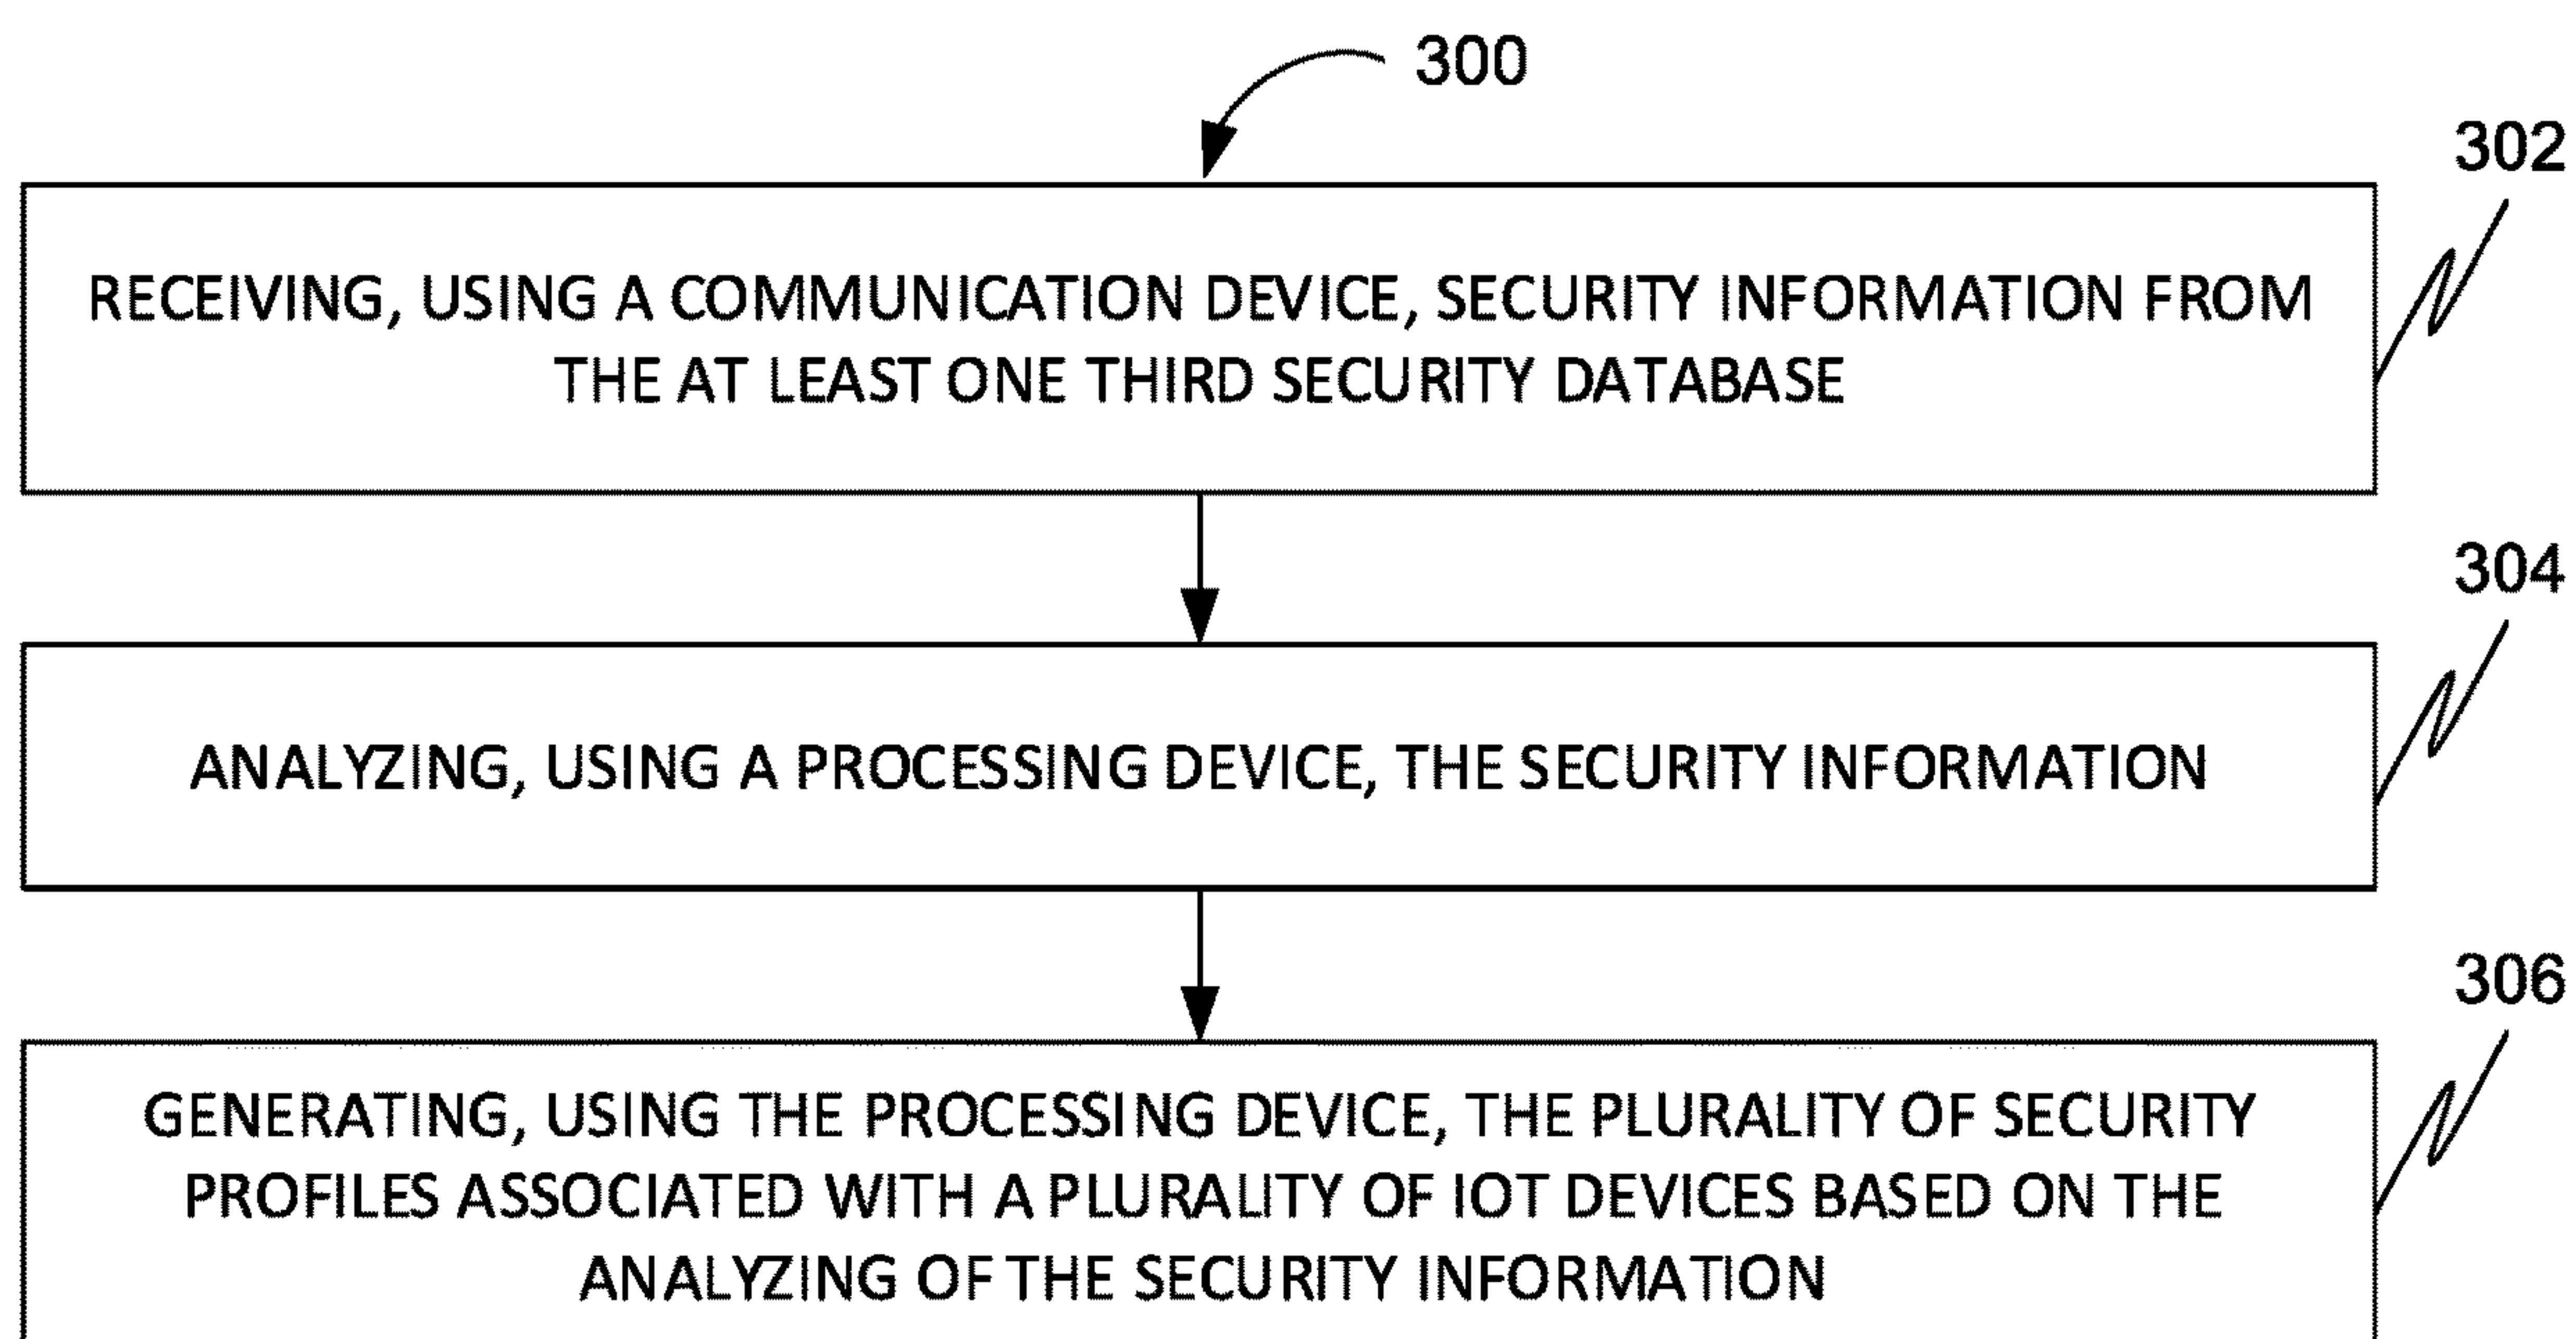 300
302
RECEIVING, USING A COMMUNICATION DEVICE, SECURITY INFORMATION FROM
THE AT LEAST ONE THIRD SECURITY DATABASE
304
ANALYZING, USING A PROCESSING DEVICE, THE SECURITY INFORMATION
306
GENERATING, USING THE PROCESSING DEVICE, THE PLURALITY OF SECURITY
PROFILES ASSOCIATED WITH A PLURALITY OF IOT DEVICES BASED ON THE
ANALYZING OF THE SECURITY INFORMATION